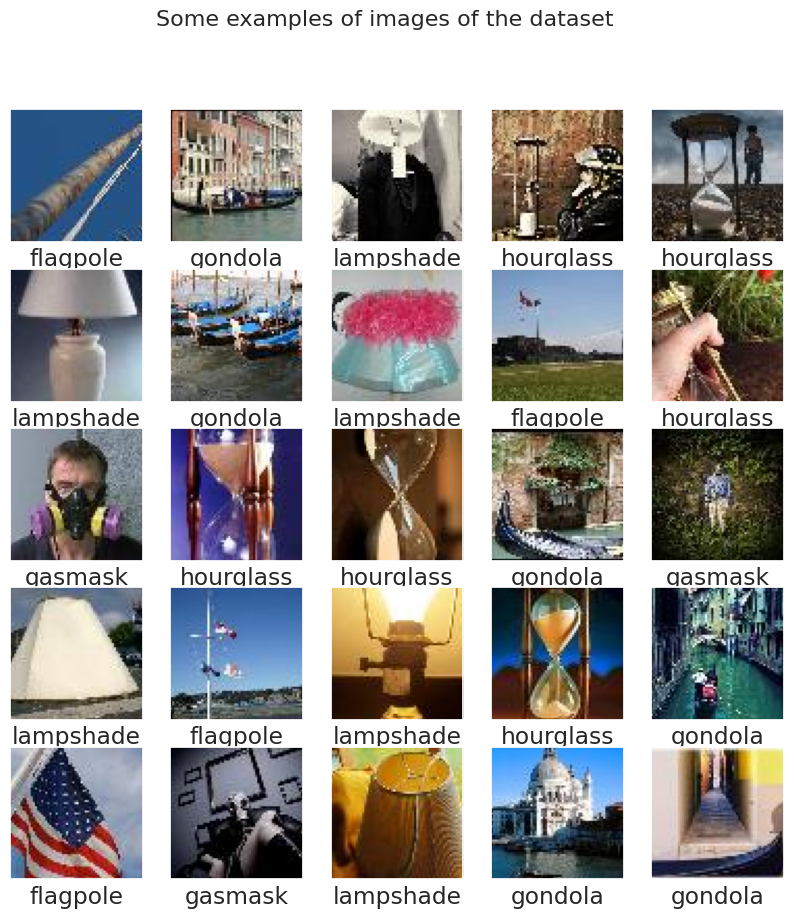 Some examples of images of the dataset
flagpole gondola lampshade hourglass hourglass
lampshade gondola lampshade flagpole hourglass
gasmask hourglass hourglass gondola gasmask
lampshade flagpole lampshade hourglass gondola
flagpole gasmask lampshade gondola gondola